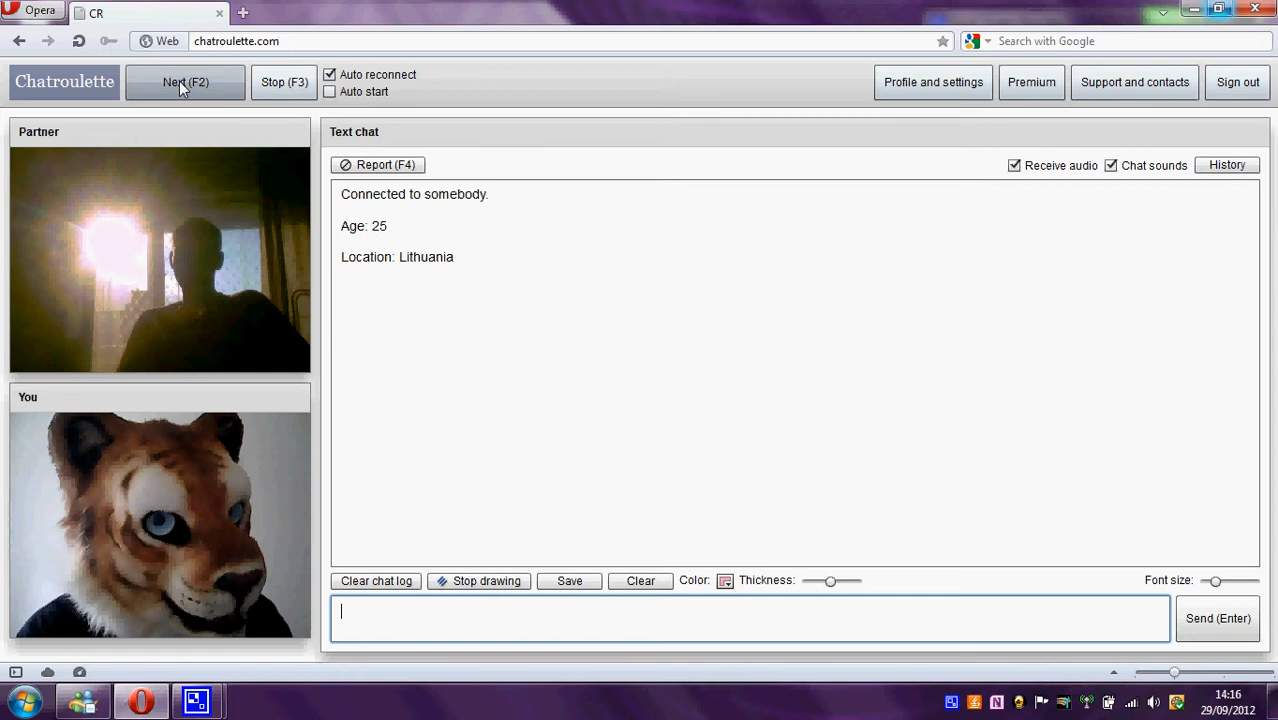 Opera
CR
Web
chatroulette.com
Search with Google
Chatroulette
Next (F2)
Stop (F3)
Auto reconnect
Auto start
Profile and settings
Premium
Support and contacts
Sign out
Partner
Text chat
Report (F4)
Receive audio
Chat sounds
History
Connected to somebody.
Age: 25
Location: Lithuania
You
Clear chat log
Stop drawing
Save
Clear
Color:
Thickness:
Font size:
Send (Enter)
14:16
29/09/2012